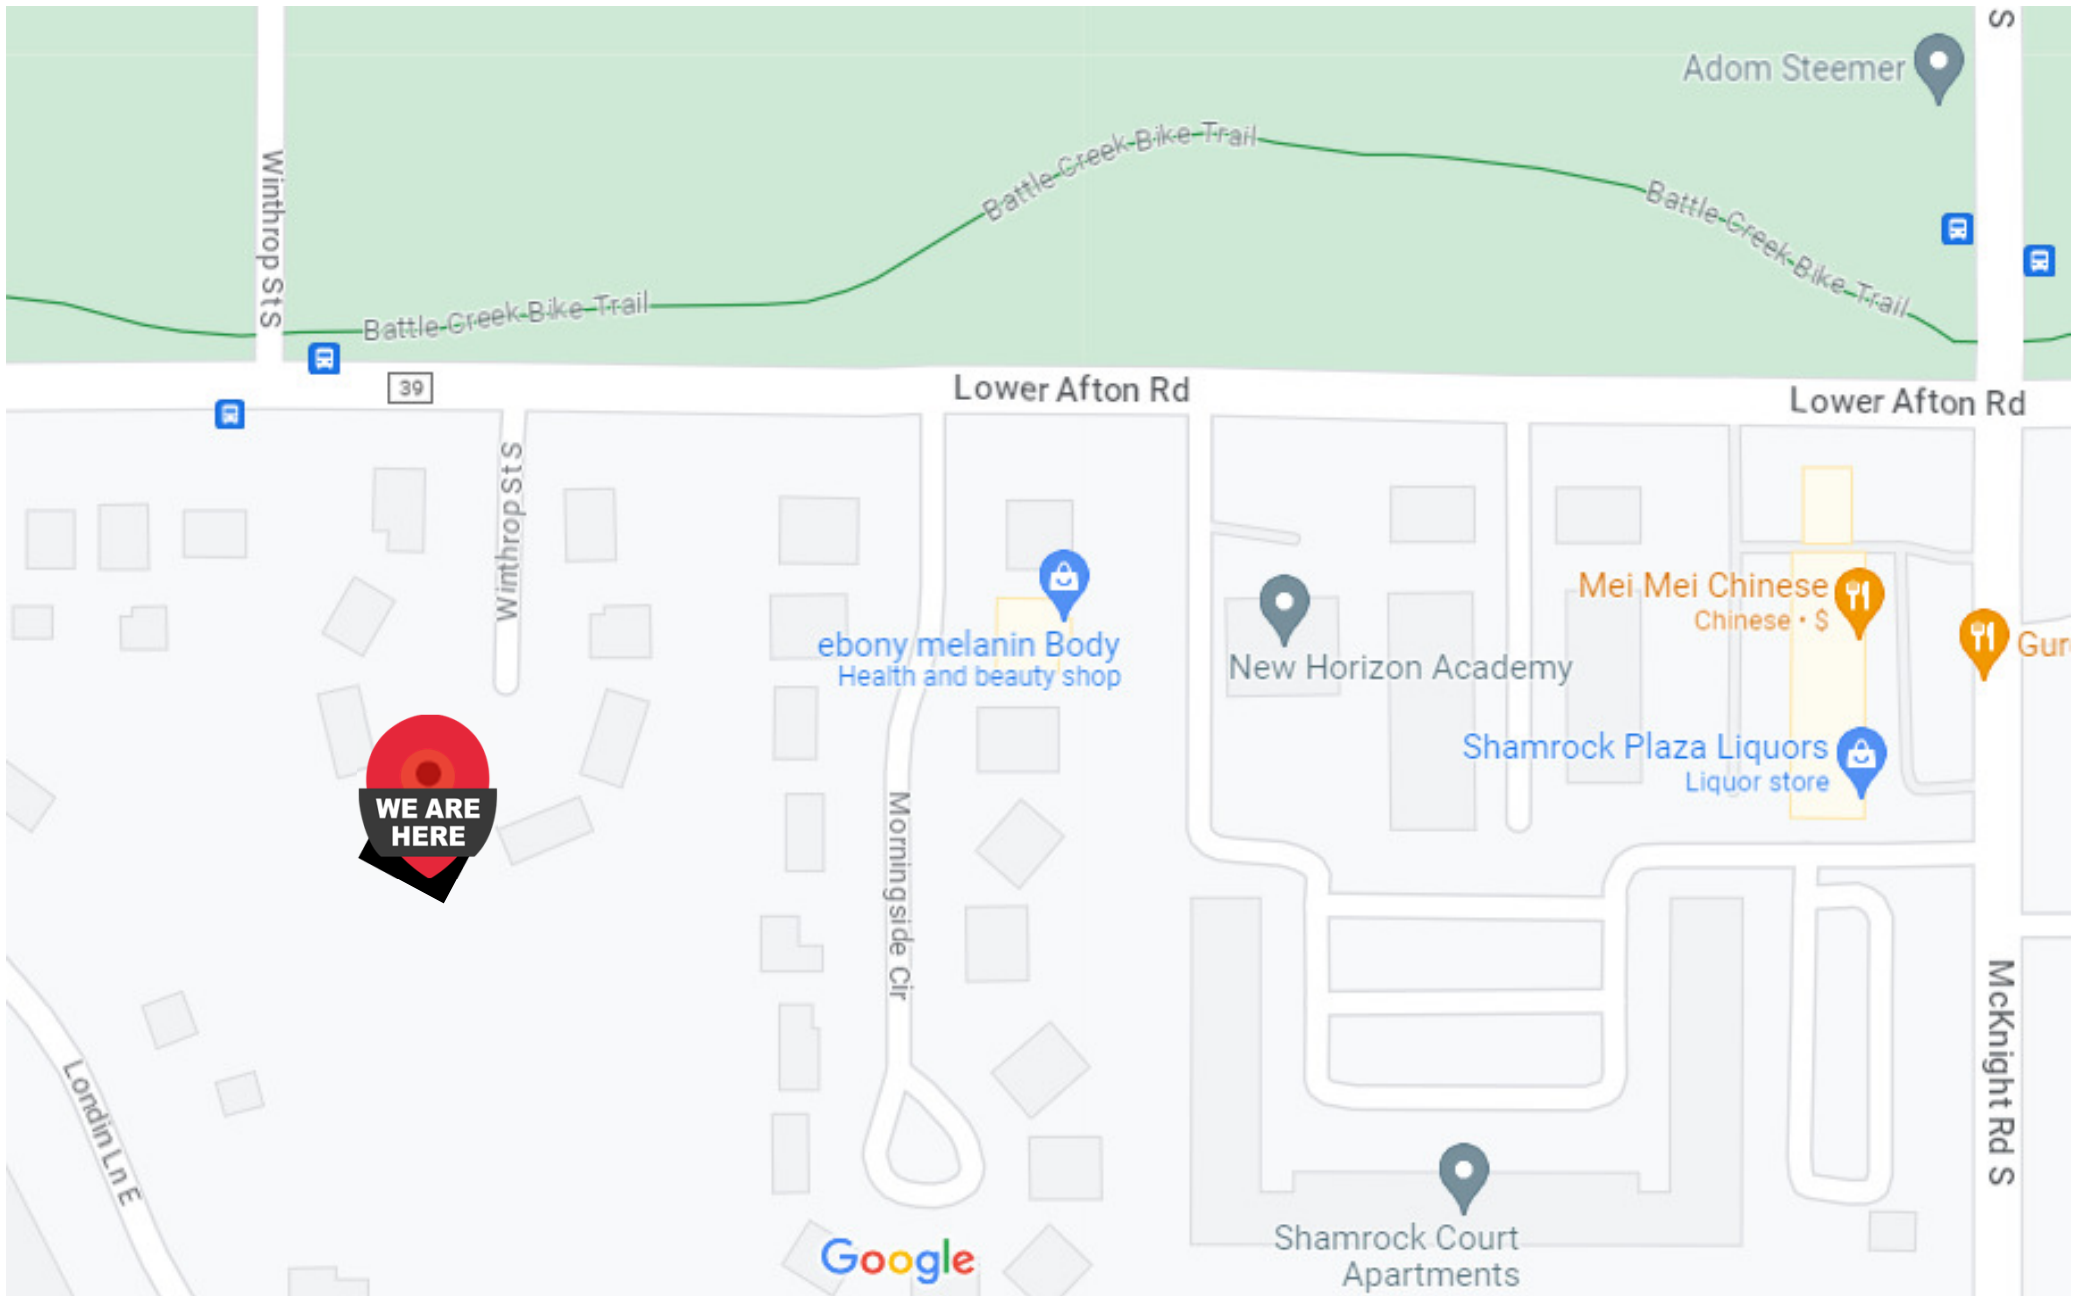 S
Adom Steemer
Battle Creek Bike Trail
Battle Creek Bike Trail
Winthrop St S
Battle Creek Bike Trail
39
Lower Afton Rd
Lower Afton Rd
Winthrop St S
Mei Mei Chinese
Chinese • $
Gur
ebony melanin Body
Health and beauty shop
New Horizon Academy
Shamrock Plaza Liquors
Liquor store
WE ARE
HERE
Morningside Cir
McKnight Rd S
Londin Ln E
Shamrock Court
Apartments
Google